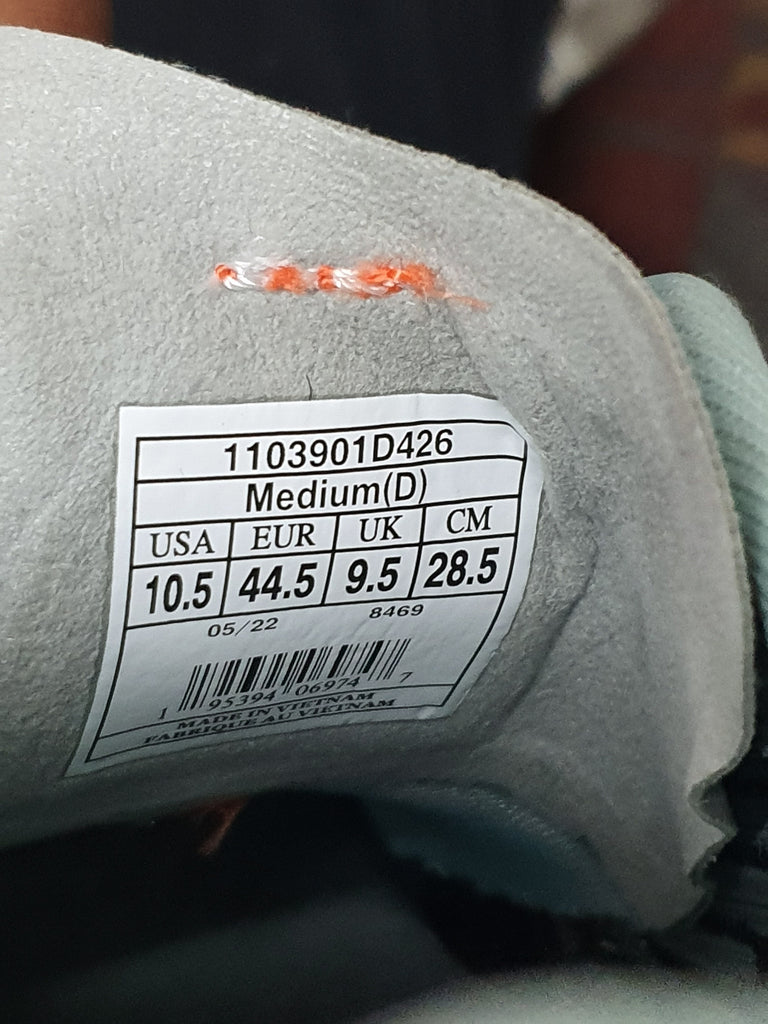 1103901D426
Medium(D)
USA EUR UK CM
10.5 44.5 9.5 28.5
05/22 8469
1 95394 06974 7
MADE IN VIETNAM
FABRIQUE AU VIETNAM